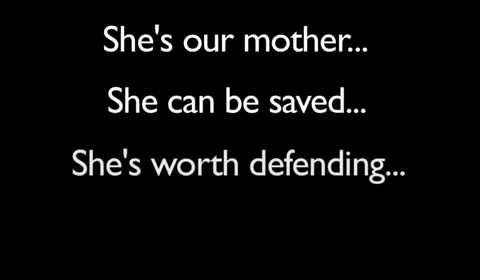 She's our mother...
She can be saved...
She's worth defending...